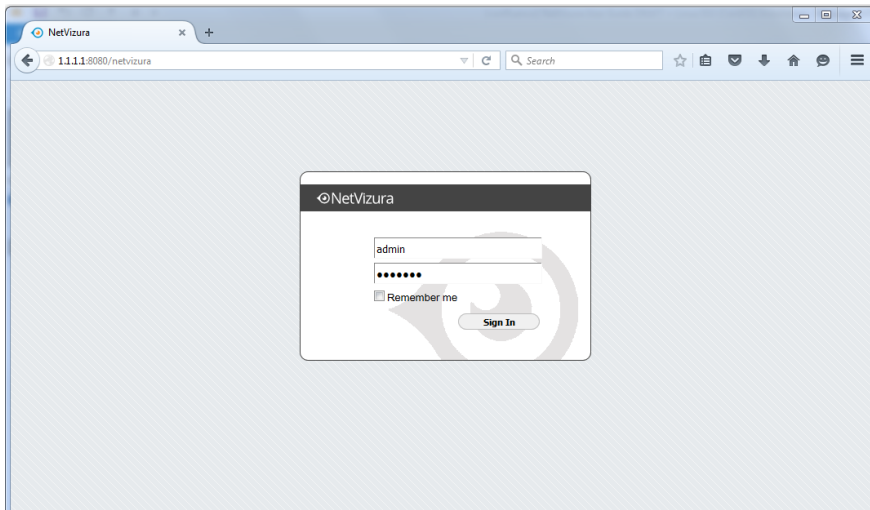 NetVizura
1.1.1.1:8080/netvizura
Search
NetVizura
admin
Remember me
Sign In